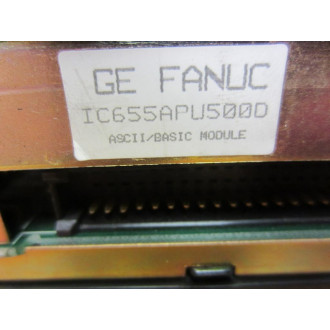 GE FANUC
IC655APU500D
ASCII/BASIC MODULE